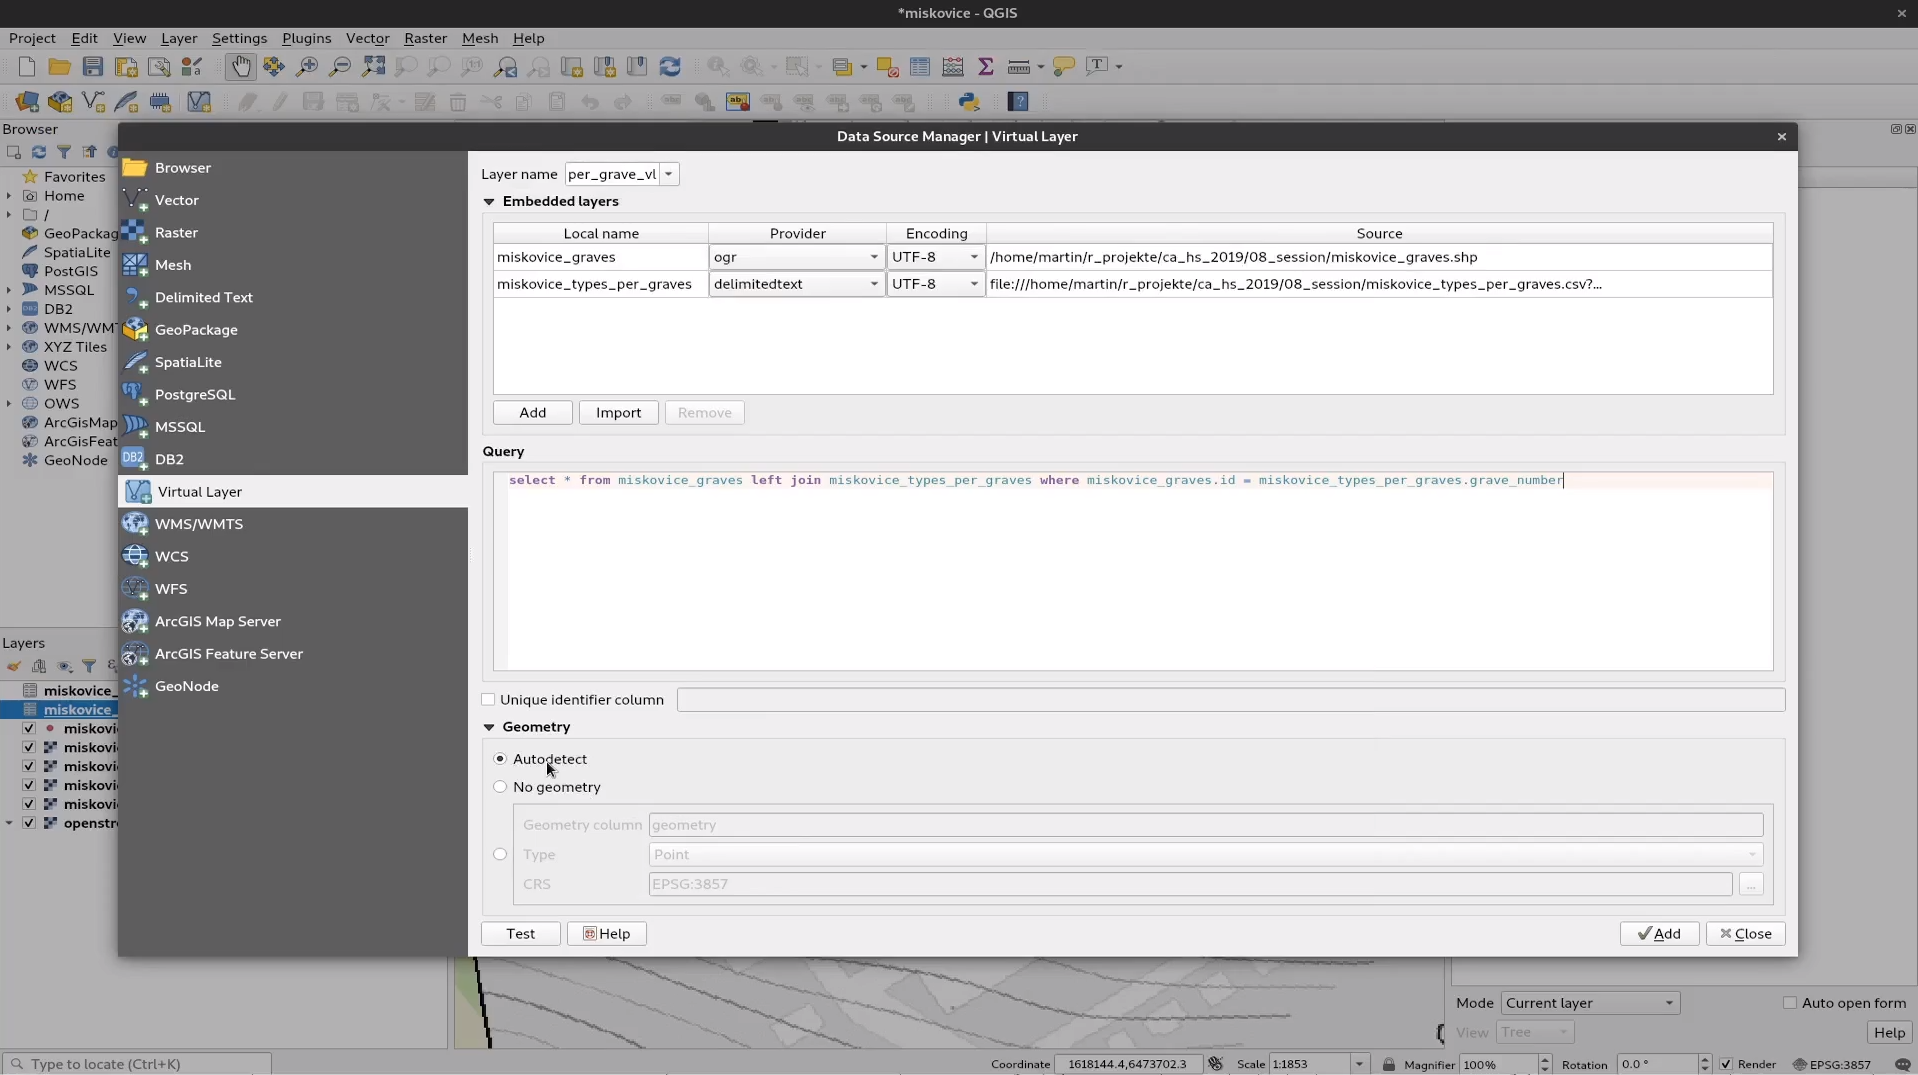 *miskovice - QGIS
Project Edit View Layer Settings Plugins Vector Raster Mesh Help
Browser
Favorites
Home
/
GeoPackag
SpatiaLite
PostGIS
MSSQL
DB2
WMS/WMT
XYZ Tiles
WCS
WFS
OWS
ArcGisMap
ArcGisFeat
GeoNode
Layers
miskovice_
miskovice_
miskovi
miskovi
miskovi
miskovi
miskovi
openstr
Data Source Manager | Virtual Layer
Browser
Vector
Raster
Mesh
Delimited Text
GeoPackage
SpatiaLite
PostgreSQL
MSSQL
DB2 DB2
Virtual Layer
WMS/WMTS
WCS
WFS
ArcGIS Map Server
ArcGIS Feature Server
GeoNode
Layer name per_grave_vl
Embedded layers
Local name Provider Encoding Source
miskovice_graves ogr UTF-8 /home/martin/r_projekte/ca_hs_2019/08_session/miskovice_graves.shp
miskovice_types_per_graves delimitedtext UTF-8 file:///home/martin/r_projekte/ca_hs_2019/08_session/miskovice_types_per_graves.csv?...
Add Import Remove
Query
select * from miskovice_graves left join miskovice_types_per_graves where miskovice_graves.id = miskovice_types_per_graves.grave_number
Unique identifier column
Geometry
Autodetect
No geometry
Geometry column geometry
Type Point
CRS EPSG:3857 ...
Test Help Add Close
Mode Current layer Auto open form
View Tree Help
Type to locate (Ctrl+K) Coordinate 1618144.4,6473702.3 Scale 1:1853 Magnifier 100% Rotation 0.0 ° Render EPSG:3857